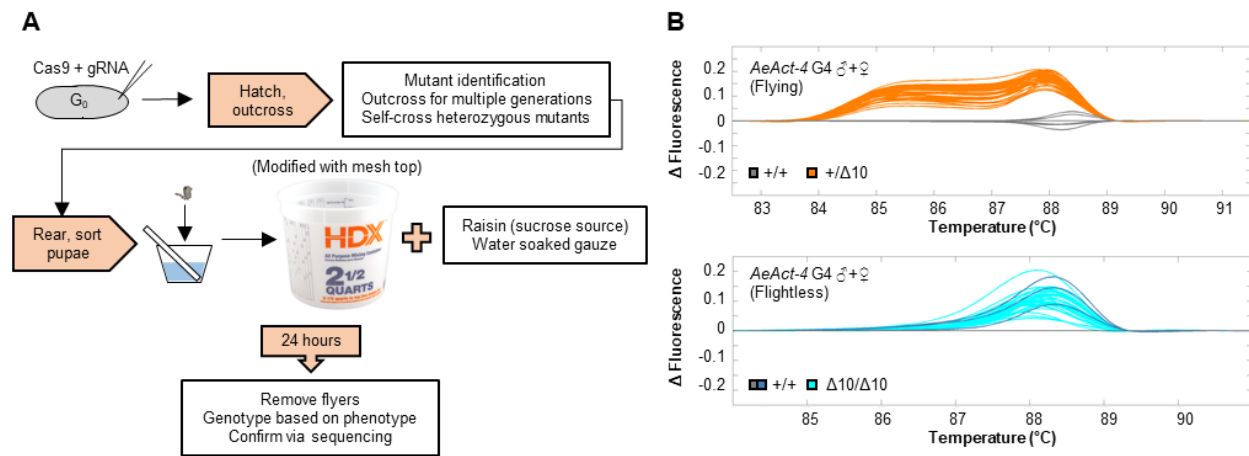 A
Cas9 + gRNA
G0
Hatch,
outcross
Mutant identification
Outcross for multiple generations
Self-cross heterozygous mutants
(Modified with mesh top)
Rear, sort
pupae
HDX
2 1/2
QUARTS
Raisin (sucrose source)
Water soaked gauze
24 hours
Remove flyers
Genotype based on phenotype
Confirm via sequencing
B
Δ Fluorescence
0.2
0.1
0
-0.1
-0.2
AeAct-4 G4 ♂+♀
(Flying)
+/+ +/Δ10
83 84 85 86 87 88 89 90 91
Temperature (°C)
Δ Fluorescence
0.2
0.1
0
-0.1
-0.2
AeAct-4 G4 ♂+♀
(Flightless)
+/+ Δ10/Δ10
85 86 87 88 89 90
Temperature (°C)